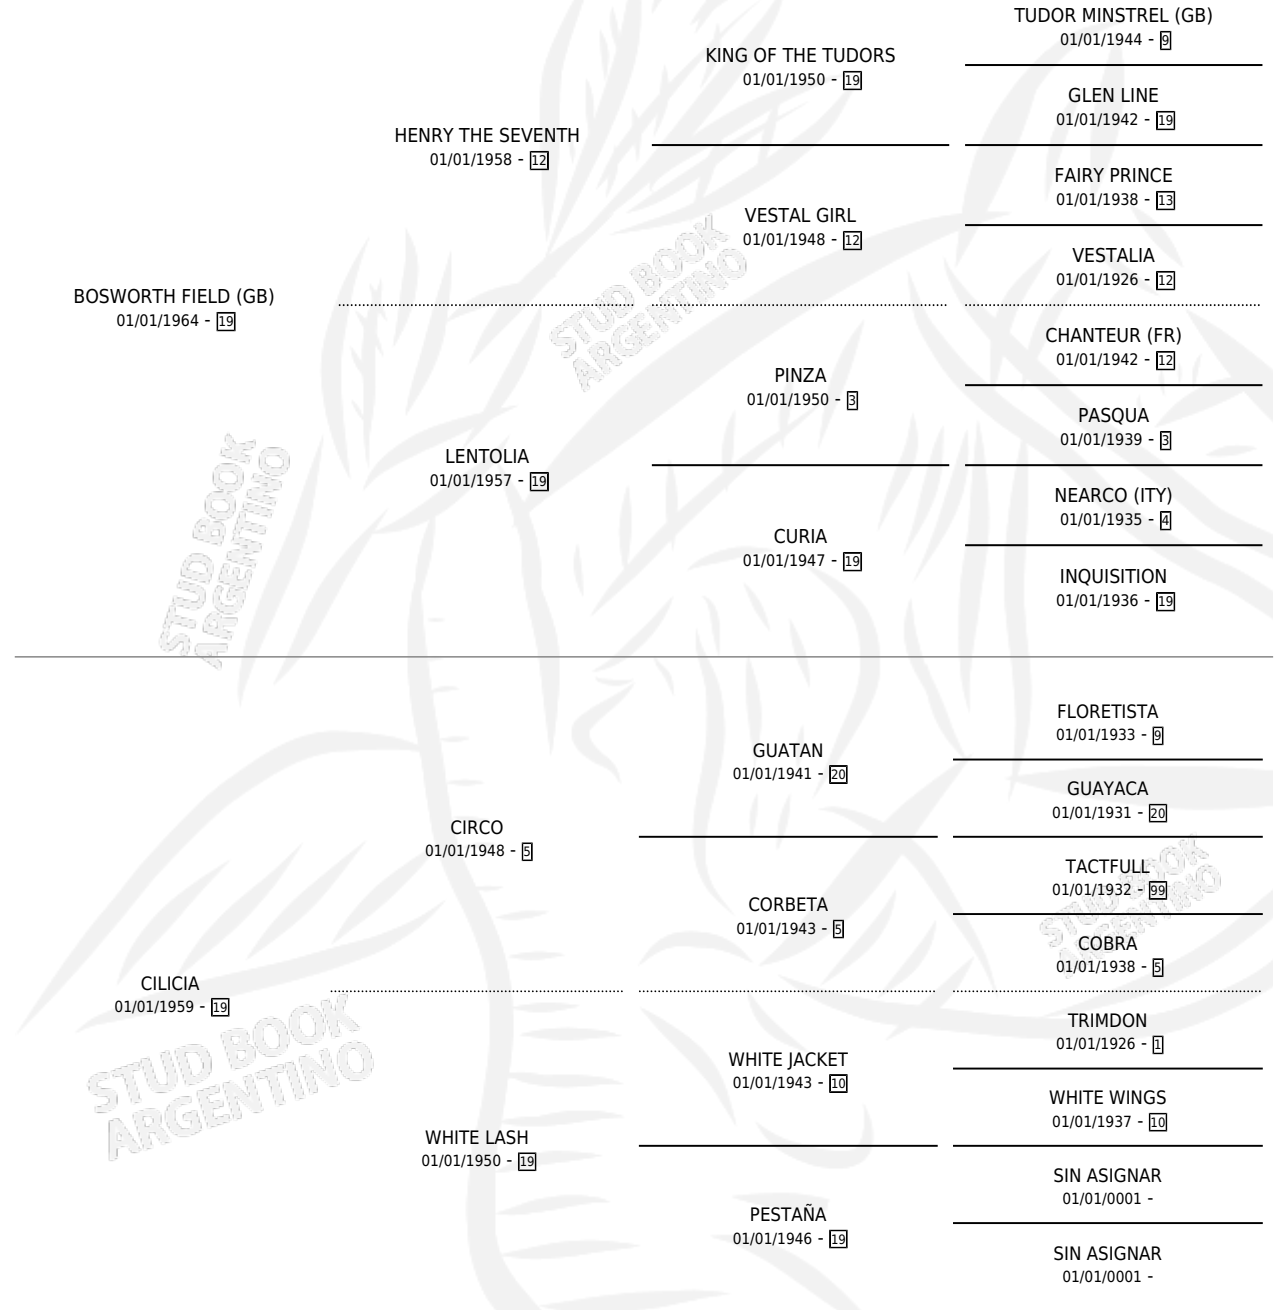 TUDOR MINSTREL (GB)
01/01/1944 - 9
KING OF THE TUDORS
01/01/1950 - 19
GLEN LINE
01/01/1942 - 19
HENRY THE SEVENTH
01/01/1958 - 12
FAIRY PRINCE
01/01/1938 - 13
VESTAL GIRL
01/01/1948 - 12
VESTALIA
01/01/1926 - 12
BOSWORTH FIELD (GB)
01/01/1964 - 19
STUD BOOK
ARGENTINO
CHANTEUR (FR)
01/01/1942 - 12
PINZA
01/01/1950 - 3
PASQUA
01/01/1939 - 3
LENTOLIA
01/01/1957 - 19
NEARCO (ITY)
01/01/1935 - 4
CURIA
01/01/1947 - 19
INQUISITION
01/01/1936 - 19
STUD BOOK
ARGENTINO
FLORETISTA
01/01/1933 - 9
GUATAN
01/01/1941 - 20
GUAYACA
01/01/1931 - 20
CIRCO
01/01/1948 - 5
TACTFULL
01/01/1932 - 99
CORBETA
01/01/1943 - 5
COBRA
01/01/1938 - 5
STUD BOOK
ARGENTINO
CILICIA
01/01/1959 - 19
TRIMDON
01/01/1926 - 1
WHITE JACKET
01/01/1943 - 10
WHITE WINGS
01/01/1937 - 10
STUD BOOK
ARGENTINO
WHITE LASH
01/01/1950 - 19
SIN ASIGNAR
01/01/0001 -
PESTAÑA
01/01/1946 - 19
SIN ASIGNAR
01/01/0001 -